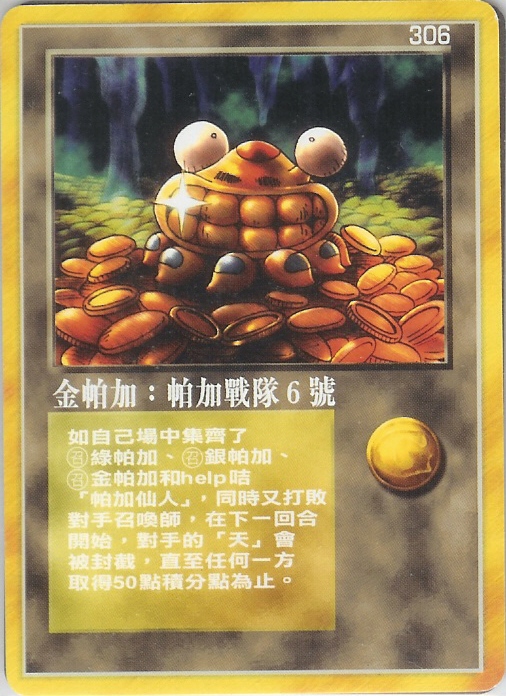 306
金帕加：帕加戰隊6號
如自己場中集齊了
召綠帕加、召銀帕加、
召金帕加和help咭
「帕加仙人」，同時又打敗
對手召喚師，在下一回合
開始，對手的「天」會
被封截，直至任何一方
取得50點積分點為止。